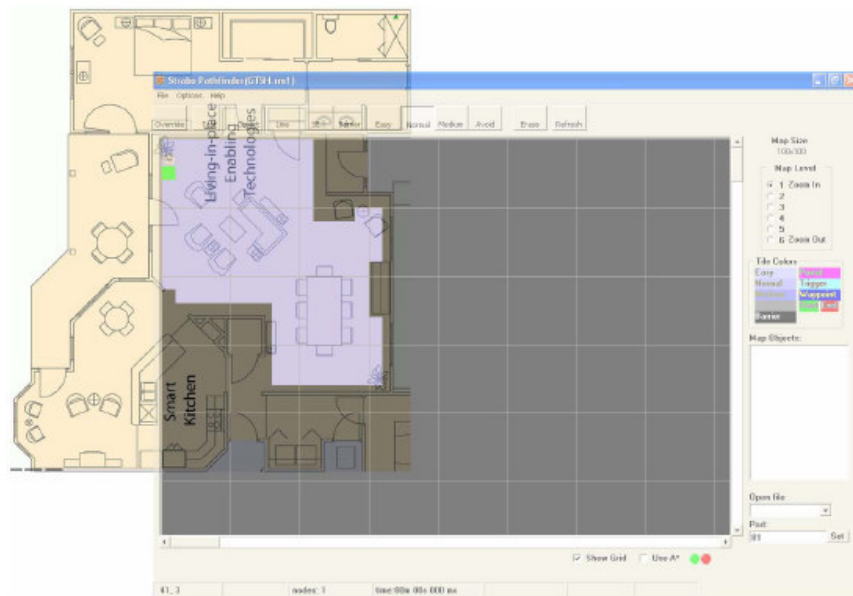 Strabo Pathfinder(GTSH.sm1)
File Options Help
Override
Line
Barrier
Easy
Normal
Medium
Avoid
Erase
Refresh
Living-in-place
Enabling
Technologies
Smart
Kitchen
Map Size
100x100
Map Level
1 Zoom In
2
3
4
5
6 Zoom Out
Tile Colors
Easy
Normal Trigger
Waypoint
Barrier
Map Objects:
Open file
Port
Set
Show Grid Use A*
nodes: 1
time:00m 00s 000 ms